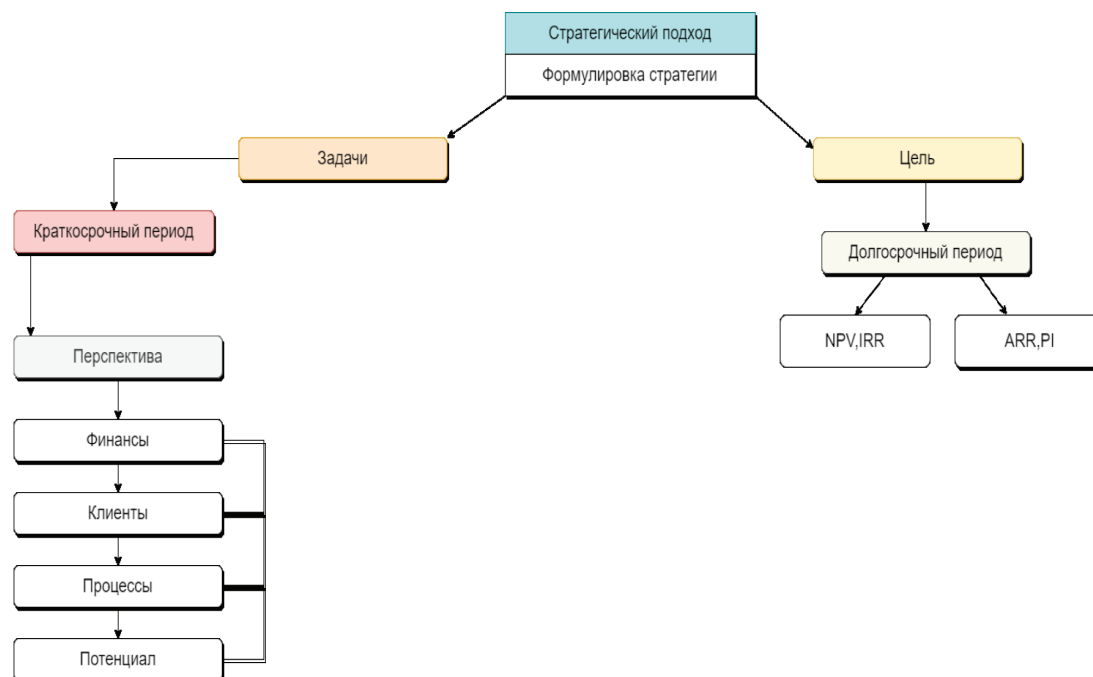 Стратегический подход
Формулировка стратегии
Задачи
Цель
Краткосрочный период
Долгосрочный период
NPV,IRR
ARR,PI
Перспектива
Финансы
Клиенты
Процессы
Потенциал